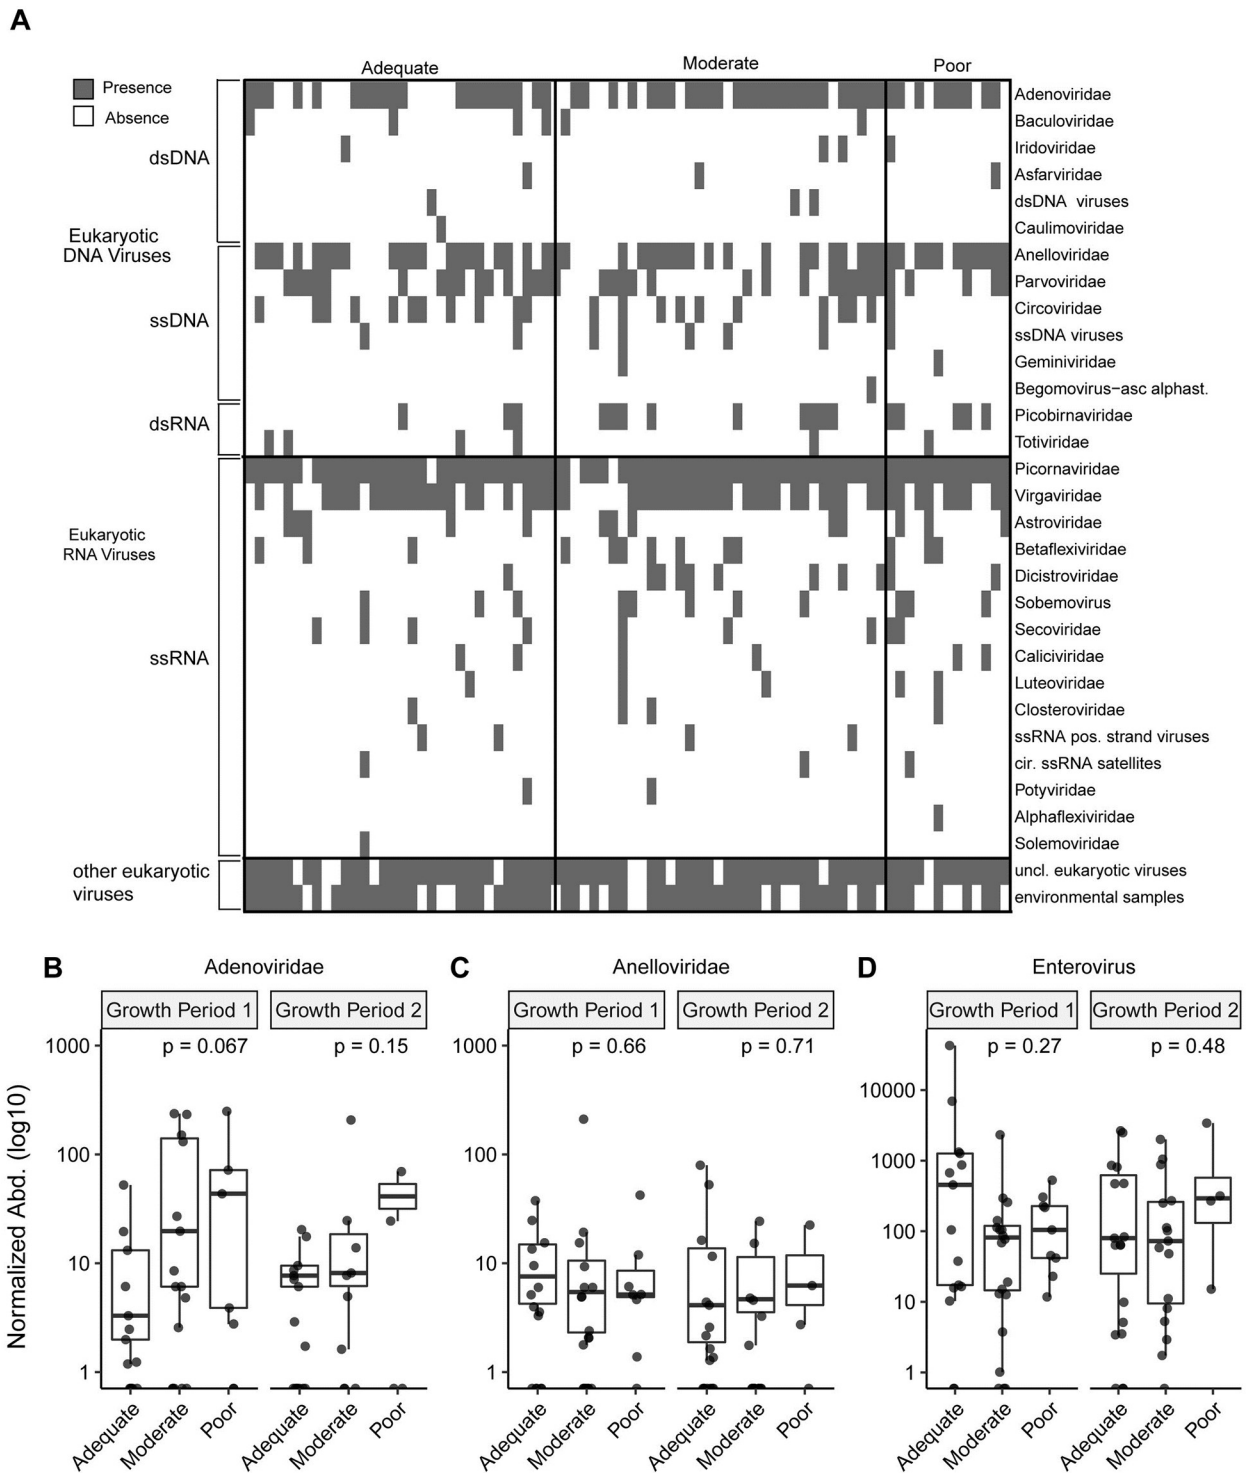 A
Adequate
Moderate
Poor
Presence
Absence
dsDNA
Eukaryotic
DNA Viruses
ssDNA
dsRNA
Eukaryotic
RNA Viruses
ssRNA
other eukaryotic
viruses
Adenoviridae
Baculoviridae
Iridoviridae
Asfarviridae
dsDNA viruses
Caulimoviridae
Anelloviridae
Parvoviridae
Circoviridae
ssDNA viruses
Geminiviridae
Begomovirus−asc alphast.
Picobirnaviridae
Totiviridae
Picornaviridae
Virgaviridae
Astroviridae
Betaflexiviridae
Dicistroviridae
Sobemovirus
Secoviridae
Caliciviridae
Luteoviridae
Closteroviridae
ssRNA pos. strand viruses
cir. ssRNA satellites
Potyviridae
Alphaflexiviridae
Solemoviridae
uncl. eukaryotic viruses
environmental samples
B
Adenoviridae
Growth Period 1
Growth Period 2
p = 0.067
p = 0.15
Normalized Abd. (log10)
1000
100
10
1
Adequate
Moderate
Poor
Adequate
Moderate
Poor
C
Anelloviridae
Growth Period 1
Growth Period 2
p = 0.66
p = 0.71
1000
100
10
1
Adequate
Moderate
Poor
Adequate
Moderate
Poor
D
Enterovirus
Growth Period 1
Growth Period 2
p = 0.27
p = 0.48
10000
1000
100
10
1
Adequate
Moderate
Poor
Adequate
Moderate
Poor